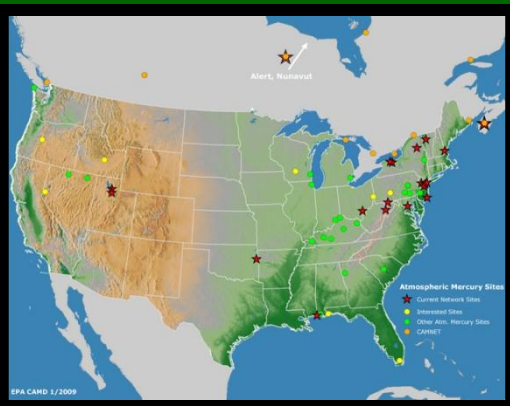 Alert, Nunavut
Atmospheric Mercury Sites
Current Network Sites
Interested Sites
Other Atm. Mercury Sites
CAMNET
EPA CAMD 1/2009